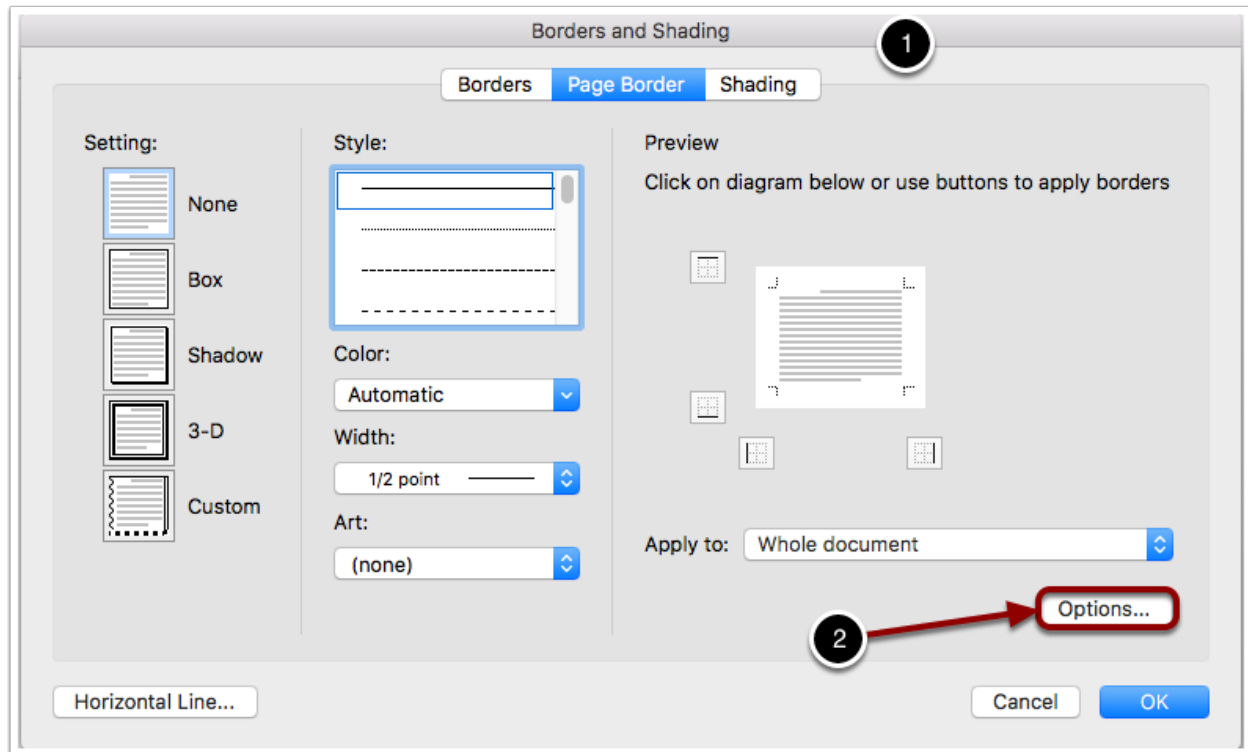 Borders and Shading
1
Borders Page Border Shading
Setting:
None
Box
Shadow
3-D
Custom
Style:
Color:
Automatic
Width:
1/2 point
Art:
(none)
Preview
Click on diagram below or use buttons to apply borders
Apply to: Whole document
Options...
2
Horizontal Line...
Cancel OK